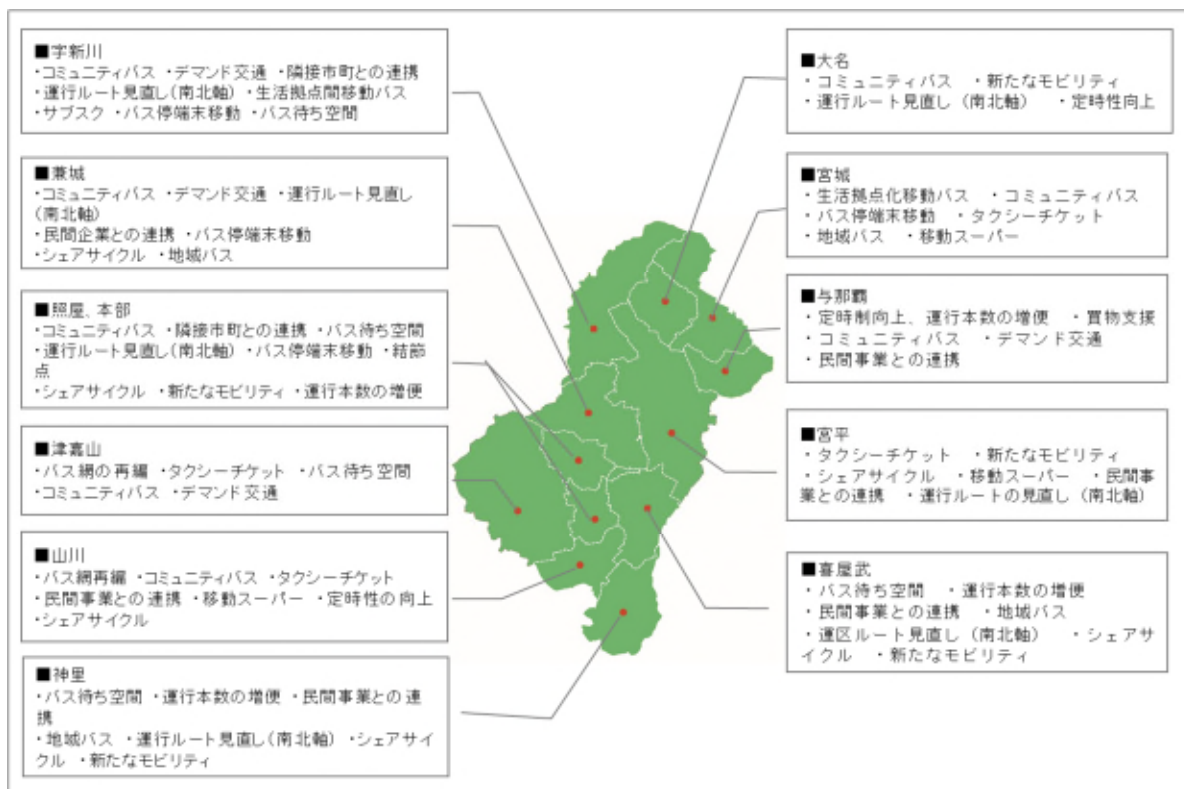 ■字新川
・コミュニティバス ・デマンド交通 ・隣接市町との連携
・運行ルート見直し(南北軸) ・生活拠点間移動バス
・サブスク ・バス停端末移動 ・バス待ち空間
■兼城
・コミュニティバス ・デマンド交通 ・運行ルート見直し
(南北軸)
・民間企業との連携 ・バス停端末移動
・シェアサイクル ・地域バス
■照屋、本部
・コミュニティバス ・隣接市町との連携 ・バス待ち空間
・運行ルート見直し(南北軸) ・バス停端末移動 ・結節
点
・シェアサイクル ・新たなモビリティ ・運行本数の増便
■津嘉山
・バス網の再編 ・タクシーチケット ・バス待ち空間
・コミュニティバス ・デマンド交通
■山川
・バス網再編 ・コミュニティバス ・タクシーチケット
・民間事業との連携 ・移動スーパー ・定時性の向上
・シェアサイクル
■神里
・バス待ち空間 ・運行本数の増便 ・民間事業との連
携
・地域バス ・運行ルート見直し(南北軸) ・シェアサイ
クル ・新たなモビリティ
■大名
・コミュニティバス ・新たなモビリティ
・運行ルート見直し(南北軸) ・定時性向上
■宮城
・生活拠点化移動バス ・コミュニティバス
・バス停端末移動 ・タクシーチケット
・地域バス ・移動スーパー
■与那覇
・定時制向上、運行本数の増便 ・買物支援
・コミュニティバス ・デマンド交通
・民間事業との連携
■宮平
・タクシーチケット ・新たなモビリティ
・シェアサイクル ・移動スーパー ・民間事
業との連携 ・運行ルートの見直し(南北軸)
■喜屋武
・バス待ち空間 ・運行本数の増便
・民間事業との連携 ・地域バス
・運区ルート見直し(南北軸) ・シェアサ
イクル ・新たなモビリティ